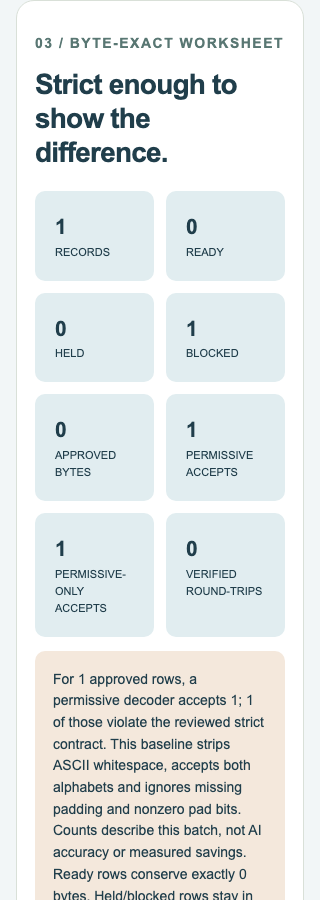 03 / BYTE-EXACT WORKSHEET
Strict enough to
show the
difference.
1
RECORDS
0
READY
0
HELD
1
BLOCKED
0
APPROVED
BYTES
1
PERMISSIVE
ACCEPTS
1
PERMISSIVE-
ONLY
ACCEPTS
0
VERIFIED
ROUND-TRIPS
For 1 approved rows, a
permissive decoder accepts 1; 1
of those violate the reviewed strict
contract. This baseline strips
ASCII whitespace, accepts both
alphabets and ignores missing
padding and nonzero pad bits.
Counts describe this batch, not AI
accuracy or measured savings.
Ready rows conserve exactly 0
bytes. Held/blocked rows stay in